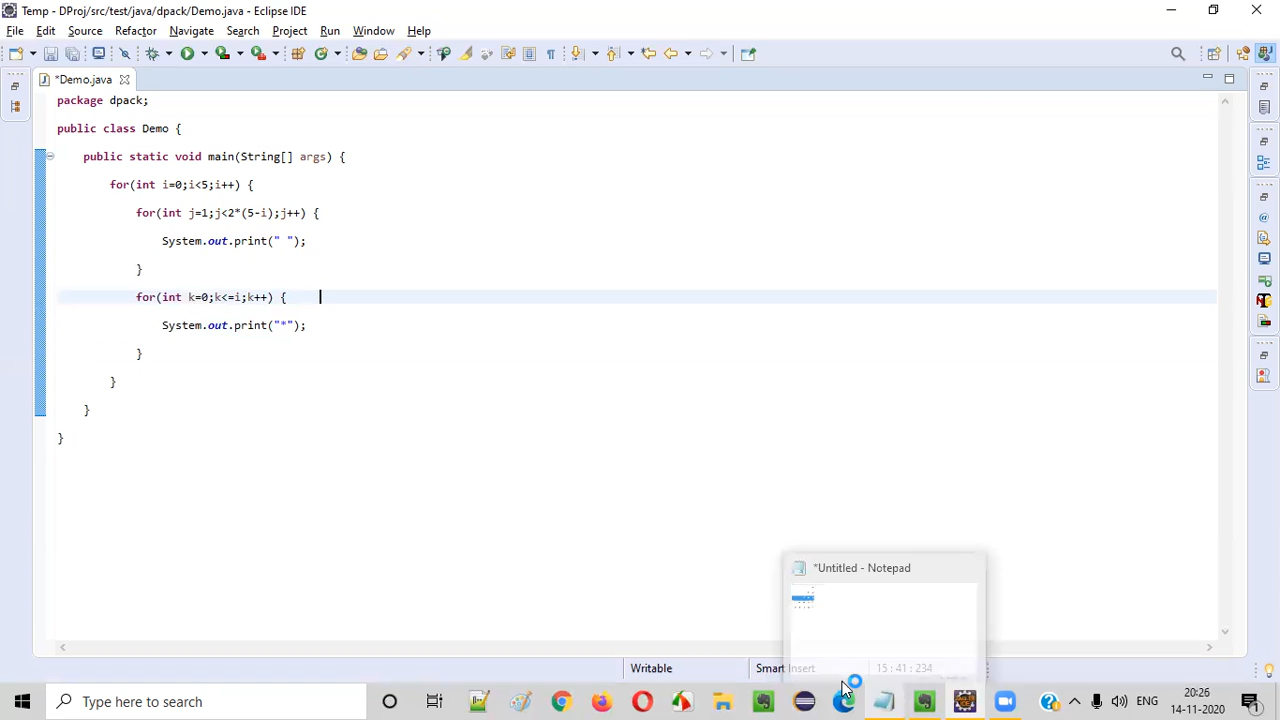 Temp - DProj/src/test/java/dpack/Demo.java - Eclipse IDE
File Edit Source Refactor Navigate Search Project Run Window Help
*Demo.java
package dpack;
public class Demo {
public static void main(String[] args) {
for(int i=0;i<5;i++) {
for(int j=1;j<2*(5-i);j++) {
System.out.print(" ");
}
for(int k=0;k<=i;k++) {
System.out.print("*");
}
}
}
}
*Untitled - Notepad
Writable
Smart Insert
15 : 41 : 234
Type here to search
ENG
20:26
14-11-2020